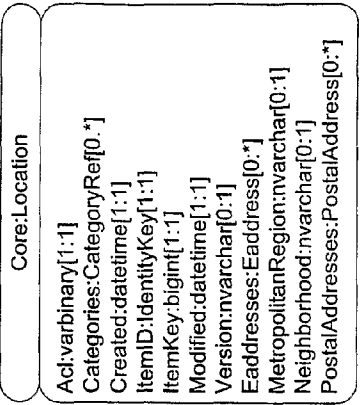 Core:Location
Acl:varbinary[1:1]
Categories:CategoryRef[0.*]
Created:datetime[1:1]
ItemID:IdentityKey[1:1]
ItemKey:bigint[1:1]
Modified:datetime[1:1]
Version:nvarchar[0:1]
Eaddresses:Eaddress[0:*]
MetropolitanRegion:nvarchar[0:1]
Neighborhood:nvarchar[0:1]
PostalAddresses:PostalAddress[0:*]